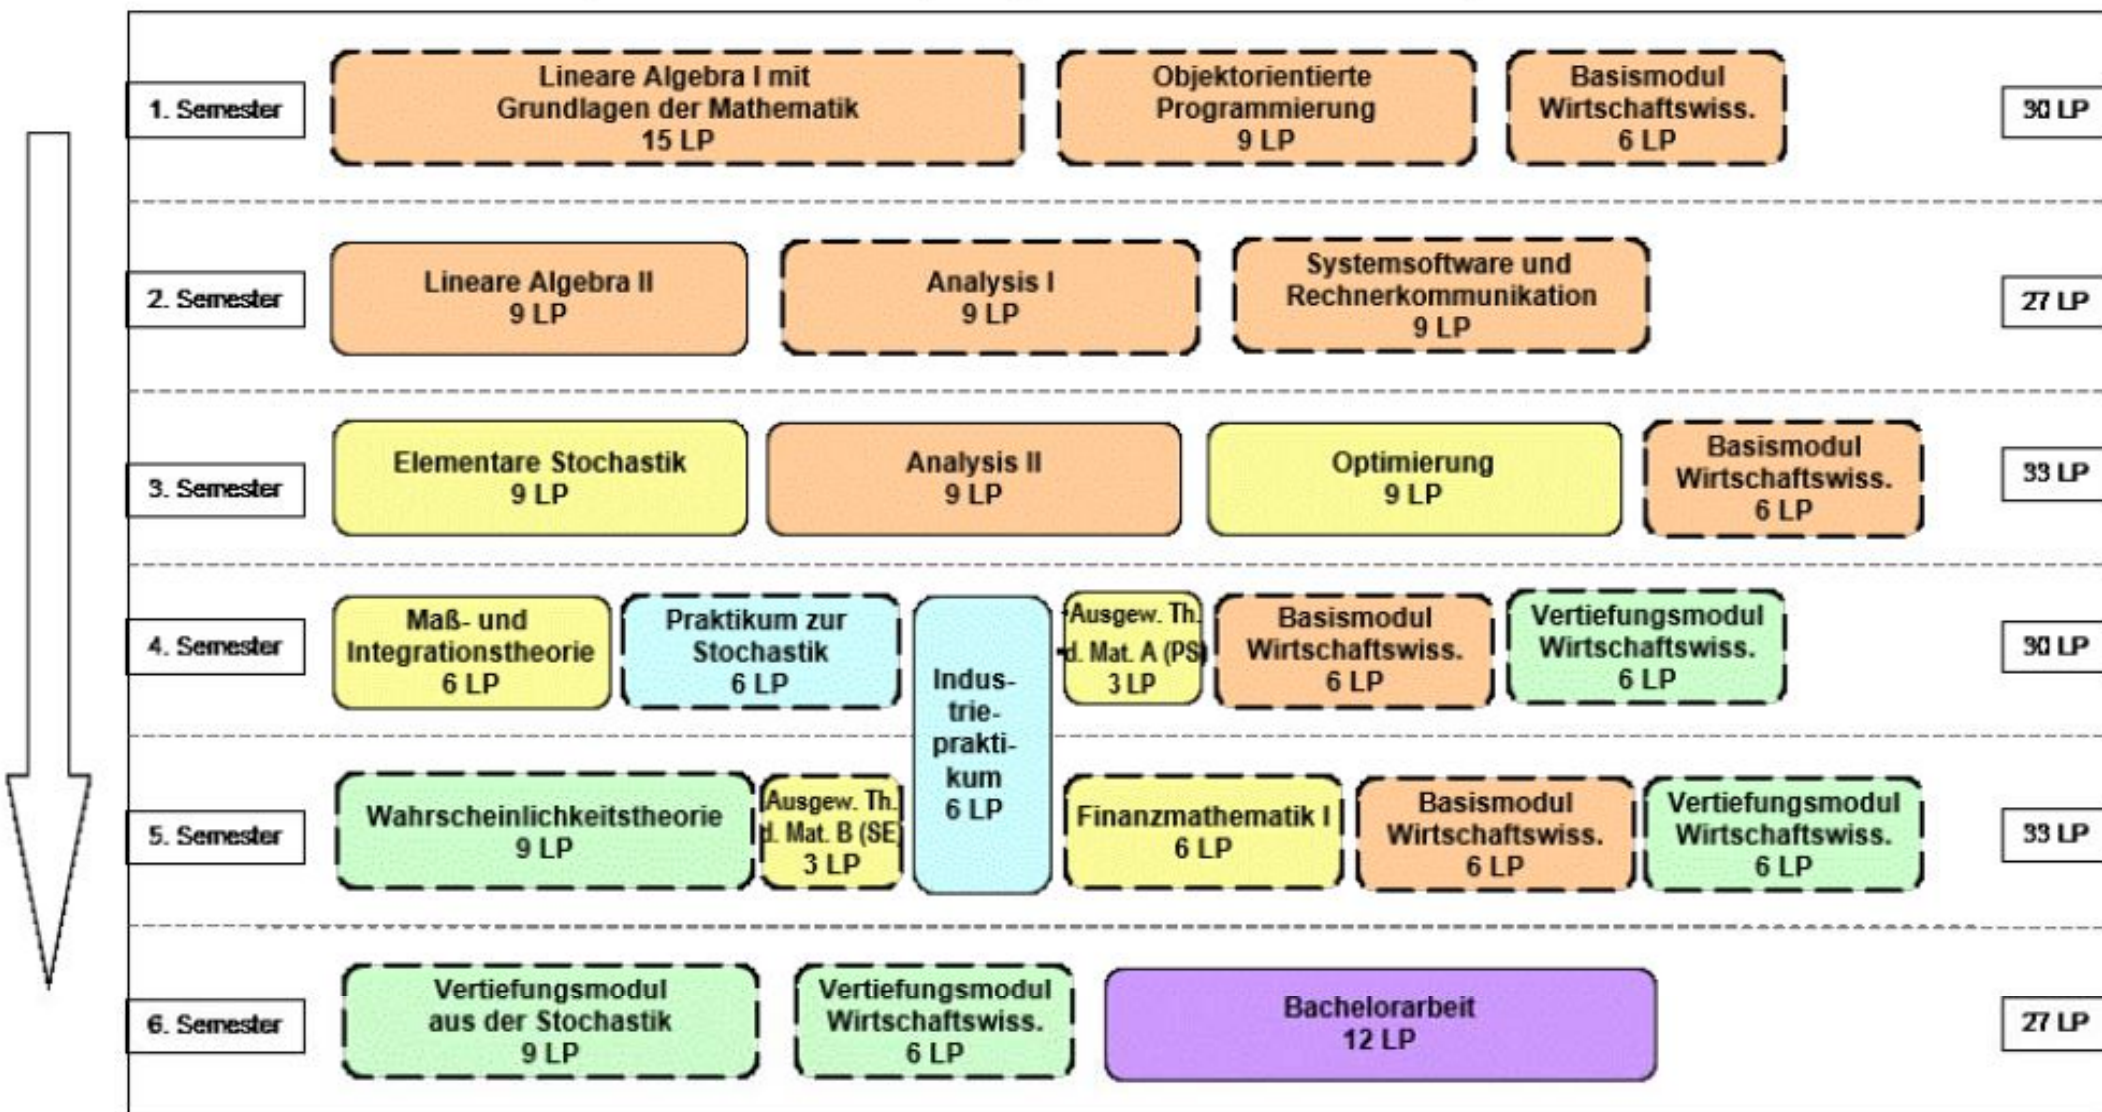 1. Semester
Lineare Algebra I mit
Grundlagen der Mathematik
15 LP
Objektorientierte
Programmierung
9 LP
Basismodul
Wirtschaftswiss.
6 LP
30 LP
2. Semester
Lineare Algebra II
9 LP
Analysis I
9 LP
Systemsoftware und
Rechnerkommunikation
9 LP
27 LP
3. Semester
Elementare Stochastik
9 LP
Analysis II
9 LP
Optimierung
9 LP
Basismodul
Wirtschaftswiss.
6 LP
33 LP
4. Semester
Maß- und
Integrationstheorie
6 LP
Praktikum zur
Stochastik
6 LP
Indus-
trie-
prakti-
kum
6 LP
Ausgew. Th.
d. Mat. A (PS)
3 LP
Basismodul
Wirtschaftswiss.
6 LP
Vertiefungsmodul
Wirtschaftswiss.
6 LP
30 LP
5. Semester
Wahrscheinlichkeitstheorie
9 LP
Ausgew. Th.
d. Mat. B (SE)
3 LP
Finanzmathematik I
6 LP
Basismodul
Wirtschaftswiss.
6 LP
Vertiefungsmodul
Wirtschaftswiss.
6 LP
33 LP
6. Semester
Vertiefungsmodul
aus der Stochastik
9 LP
Vertiefungsmodul
Wirtschaftswiss.
6 LP
Bachelorarbeit
12 LP
27 LP